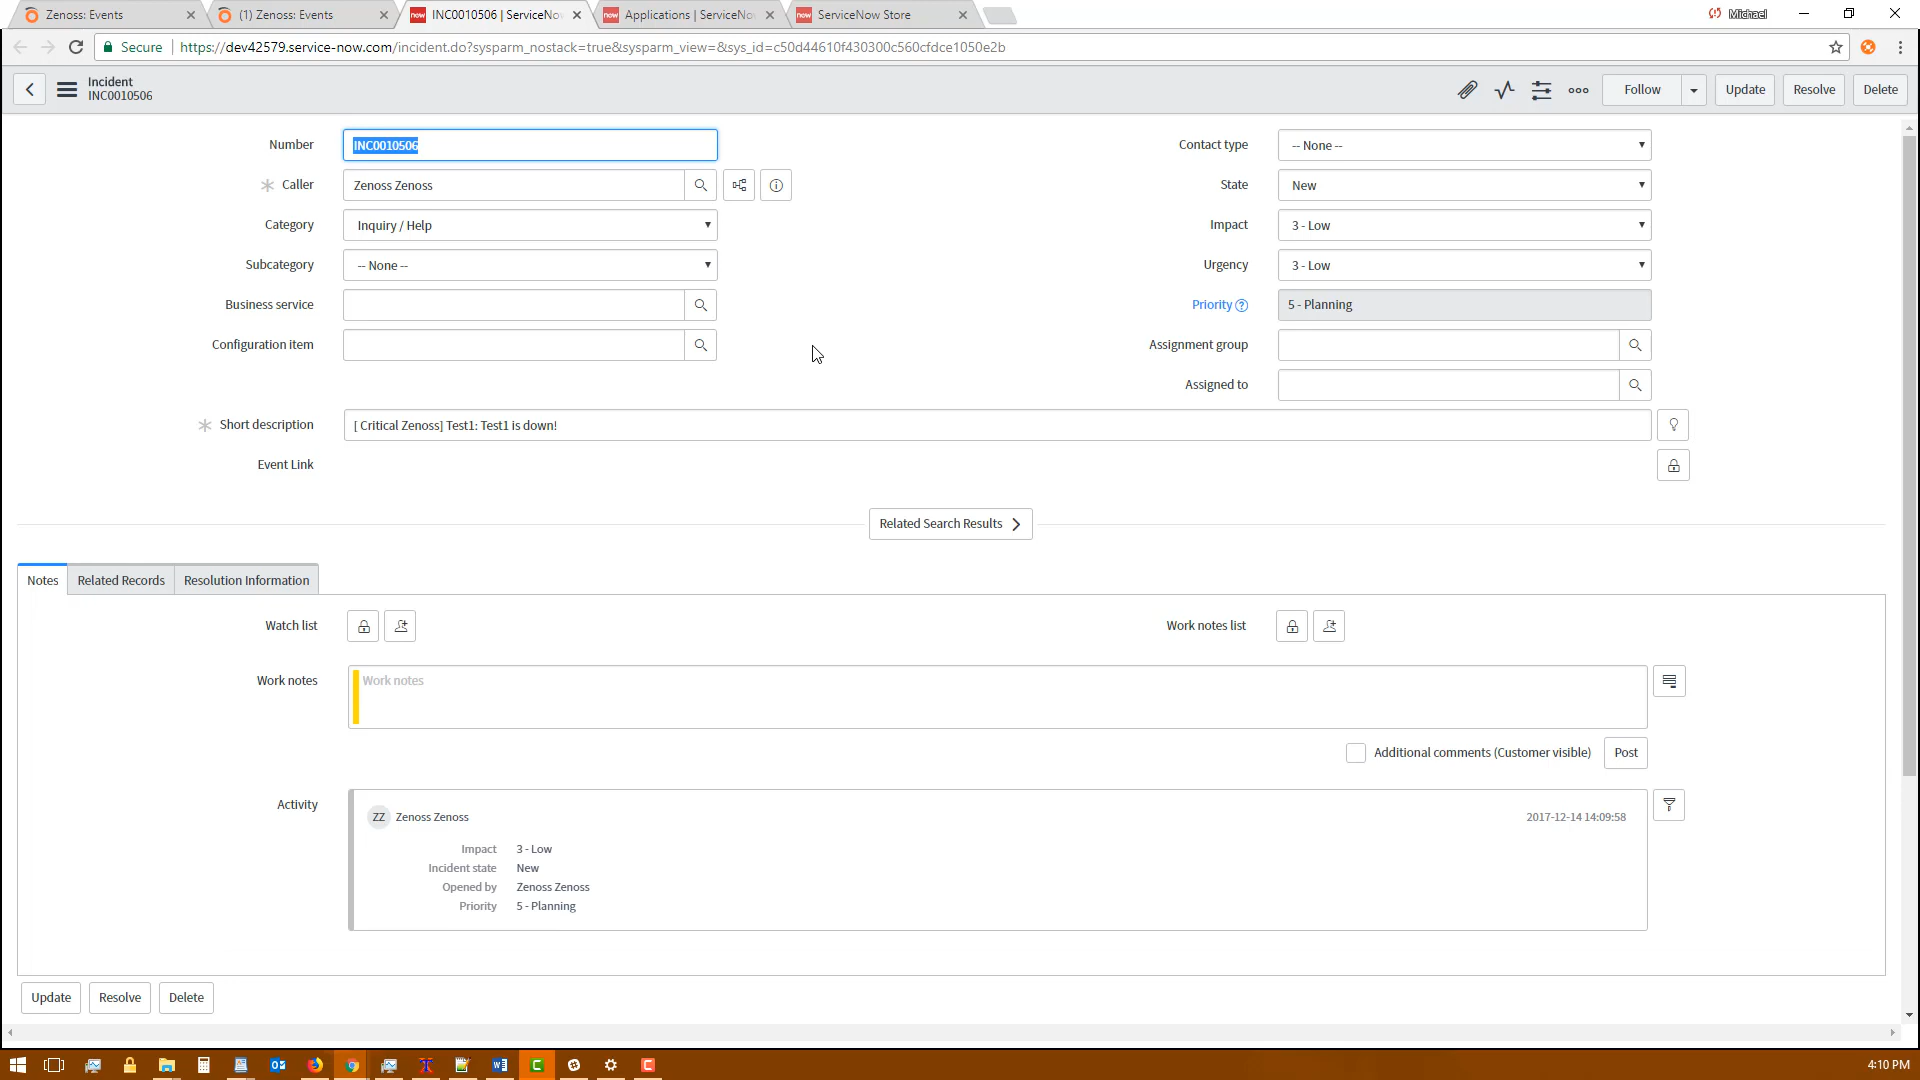 Zenoss: Events
(1) Zenoss: Events
INC0010506 | ServiceNo
Applications | ServiceNo
ServiceNow Store
Michael
Secure
https://dev42579.service-now.com/incident.do?sysparm_nostack=true&sysparm_view=&sys_id=c50d44610f430300c560cfdce1050e2b
Incident
INC0010506
Follow
Update
Resolve
Delete
Number
INC0010506
Contact type
-- None --
Caller
Zenoss Zenoss
State
New
Category
Inquiry / Help
Impact
3 - Low
Subcategory
-- None --
Urgency
3 - Low
Business service
Priority
5 - Planning
Configuration item
Assignment group
Assigned to
Short description
[ Critical Zenoss] Test1: Test1 is down!
Event Link
Related Search Results
Notes
Related Records
Resolution Information
Watch list
Work notes list
Work notes
Work notes
Additional comments (Customer visible)
Post
Activity
ZZ
Zenoss Zenoss
2017-12-14 14:09:58
Impact 3 - Low
Incident state New
Opened by Zenoss Zenoss
Priority 5 - Planning
Update
Resolve
Delete
4:10 PM